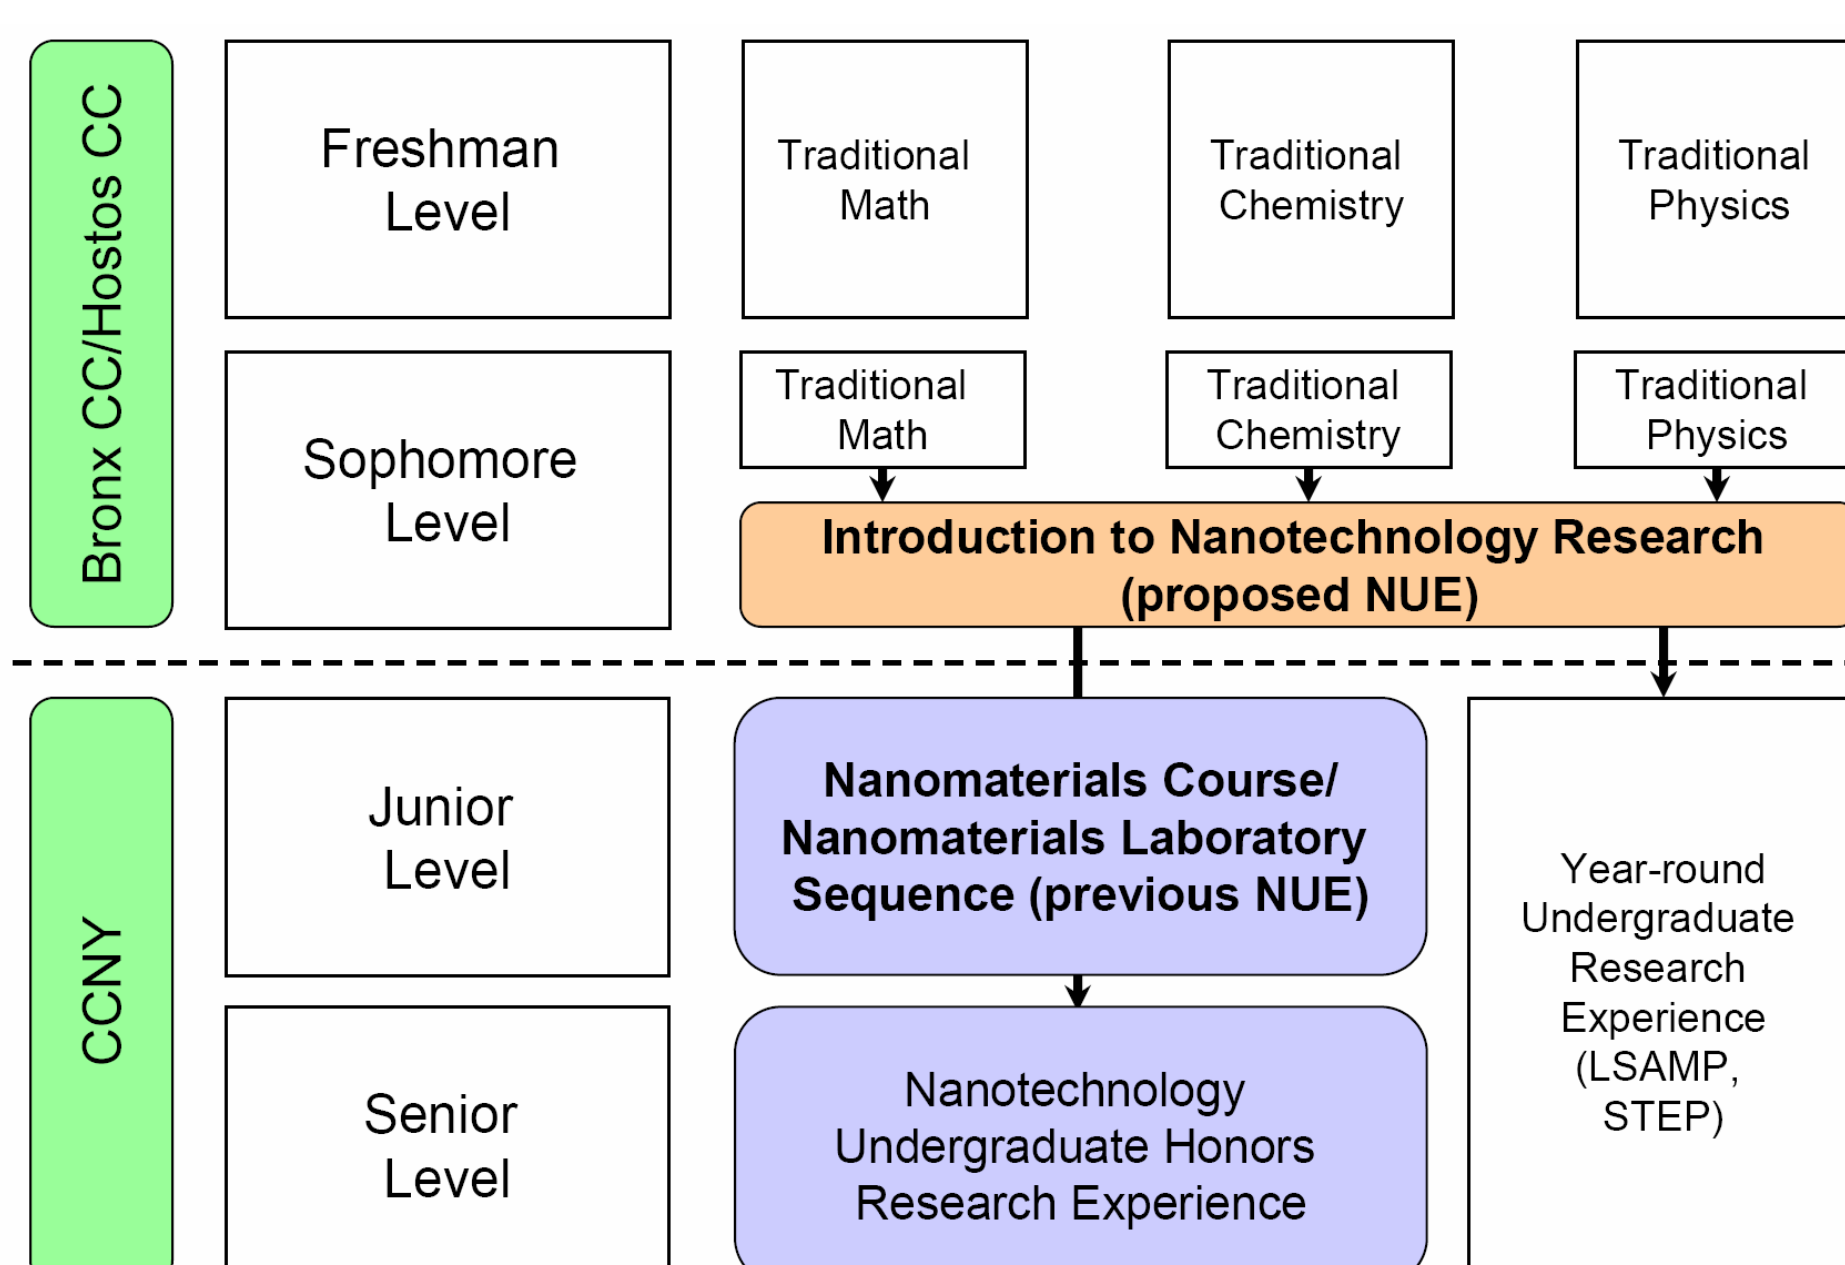 Bronx CC/Hostos CC
Freshman
Level
Traditional
Math
Traditional
Chemistry
Traditional
Physics
Sophomore
Level
Traditional
Math
Traditional
Chemistry
Traditional
Physics
Introduction to Nanotechnology Research
(proposed NUE)
CCNY
Junior
Level
Nanomaterials Course/
Nanomaterials Laboratory
Sequence (previous NUE)
Year-round
Undergraduate
Research
Experience
(LSAMP,
STEP)
Senior
Level
Nanotechnology
Undergraduate Honors
Research Experience